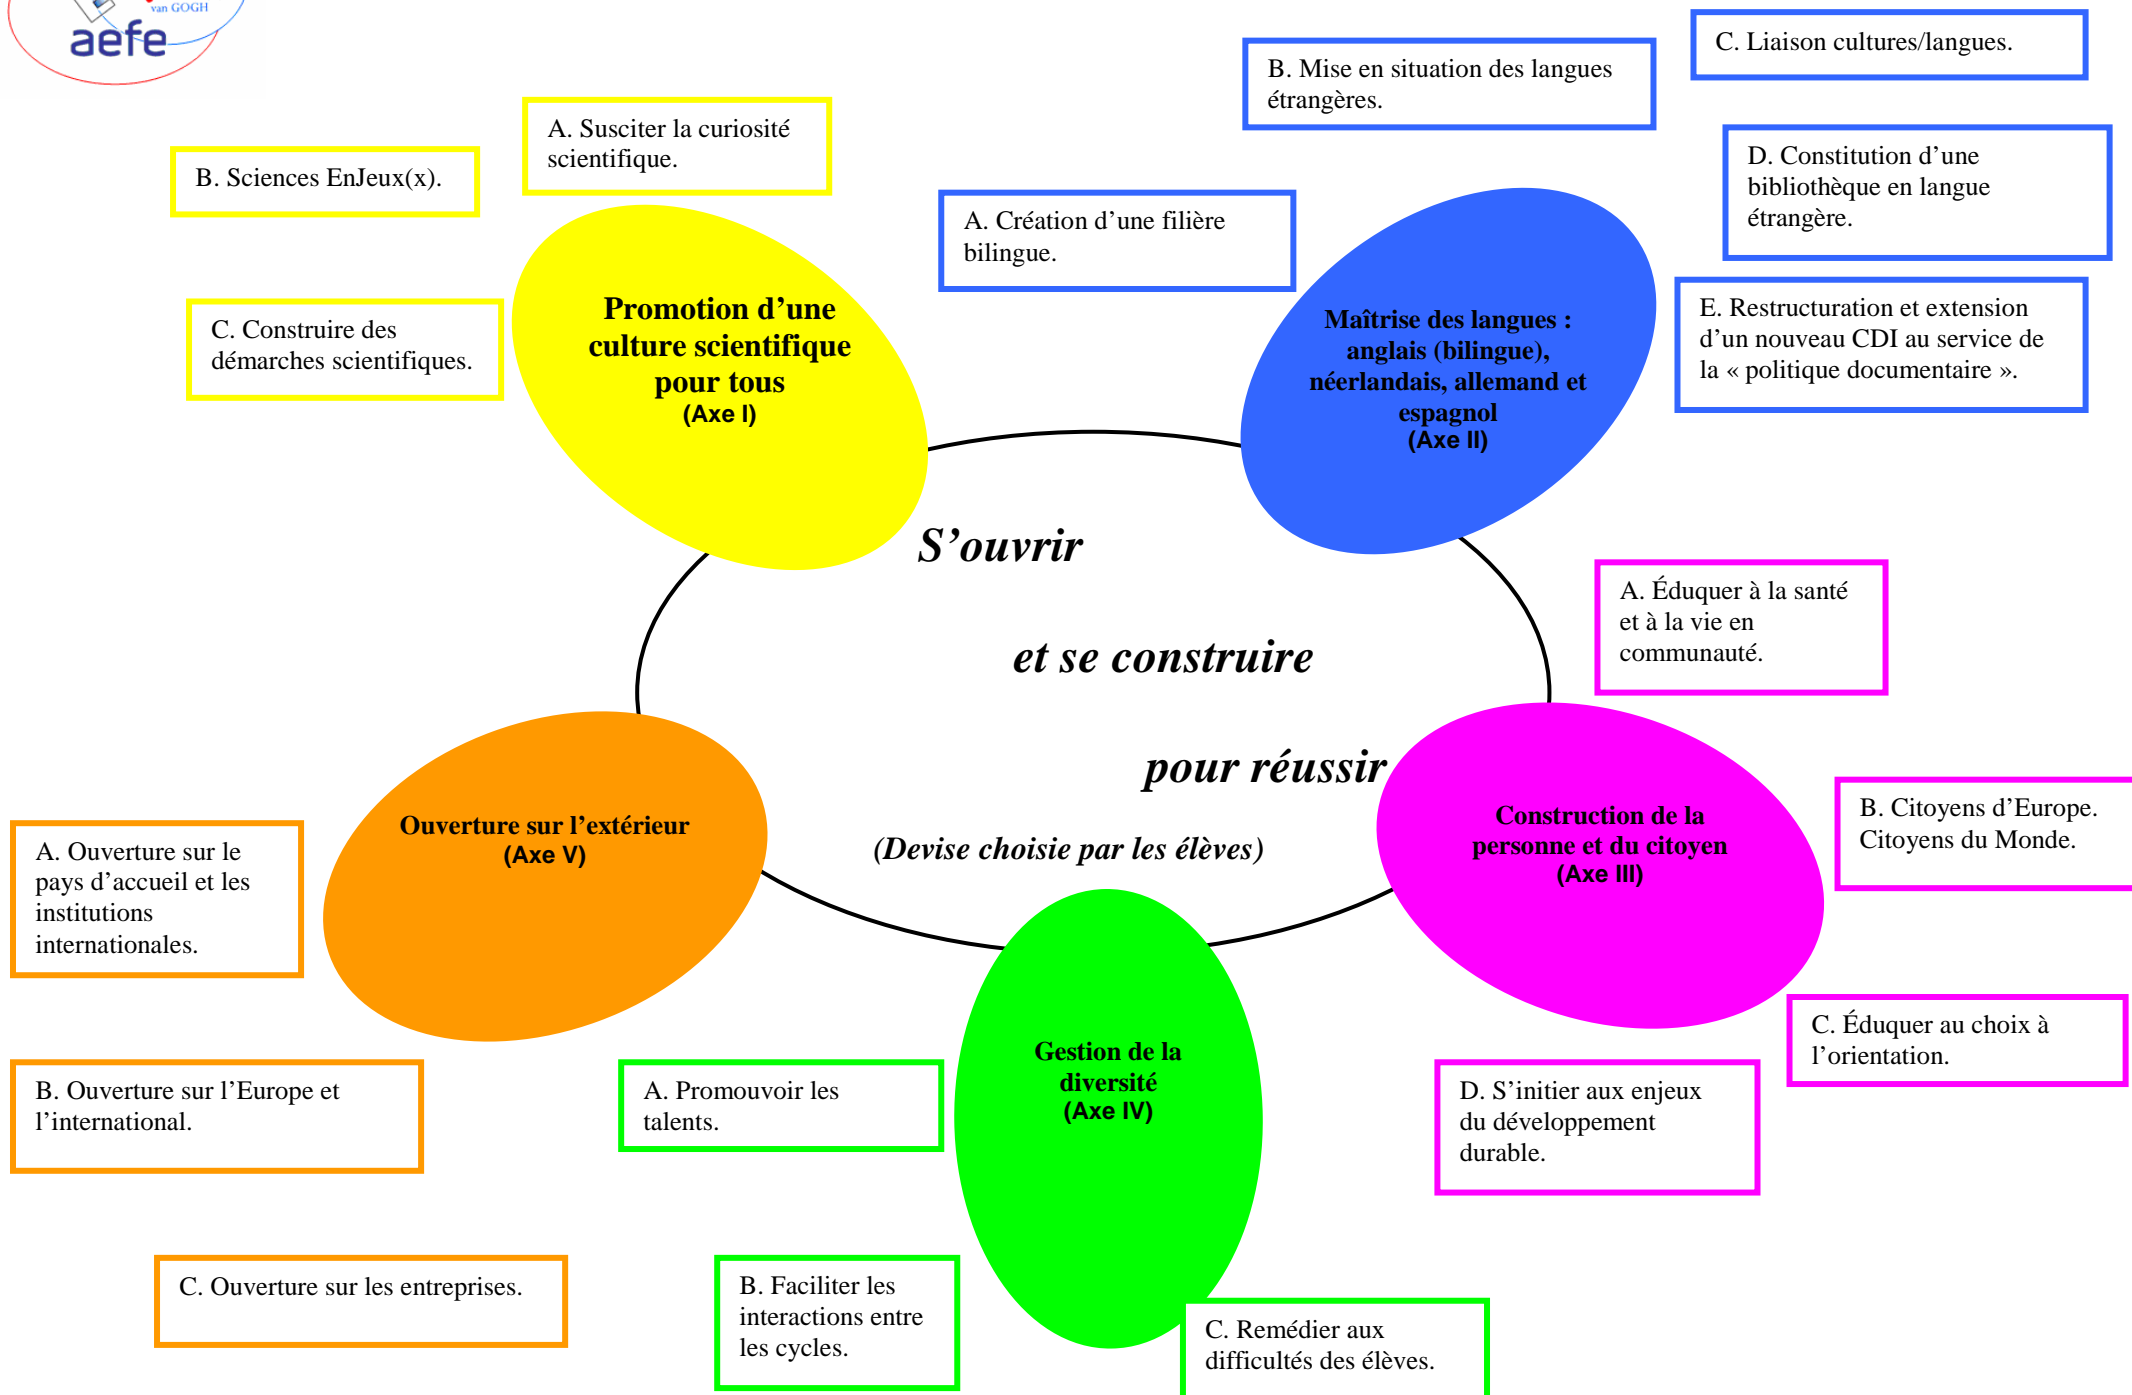 van GOGH
aefe
A. Susciter la curiosité
scientifique.
B. Sciences EnJeux(x).
C. Construire des
démarches scientifiques.
Promotion d’une
culture scientifique
pour tous
(Axe I)
A. Création d’une filière
bilingue.
B. Mise en situation des langues
étrangères.
C. Liaison cultures/langues.
D. Constitution d’une
bibliothèque en langue
étrangère.
E. Restructuration et extension
d’un nouveau CDI au service de
la « politique documentaire ».
Maîtrise des langues :
anglais (bilingue),
néerlandais, allemand et
espagnol
(Axe II)
S’ouvrir
et se construire
pour réussir
(Devise choisie par les élèves)
A. Éduquer à la santé
et à la vie en
communauté.
Construction de la
personne et du citoyen
(Axe III)
B. Citoyens d’Europe.
Citoyens du Monde.
C. Éduquer au choix à
l’orientation.
D. S’initier aux enjeux
du développement
durable.
Gestion de la
diversité
(Axe IV)
A. Promouvoir les
talents.
B. Faciliter les
interactions entre
les cycles.
C. Remédier aux
difficultés des élèves.
Ouverture sur l’extérieur
(Axe V)
A. Ouverture sur le
pays d’accueil et les
institutions
internationales.
B. Ouverture sur l’Europe et
l’international.
C. Ouverture sur les entreprises.